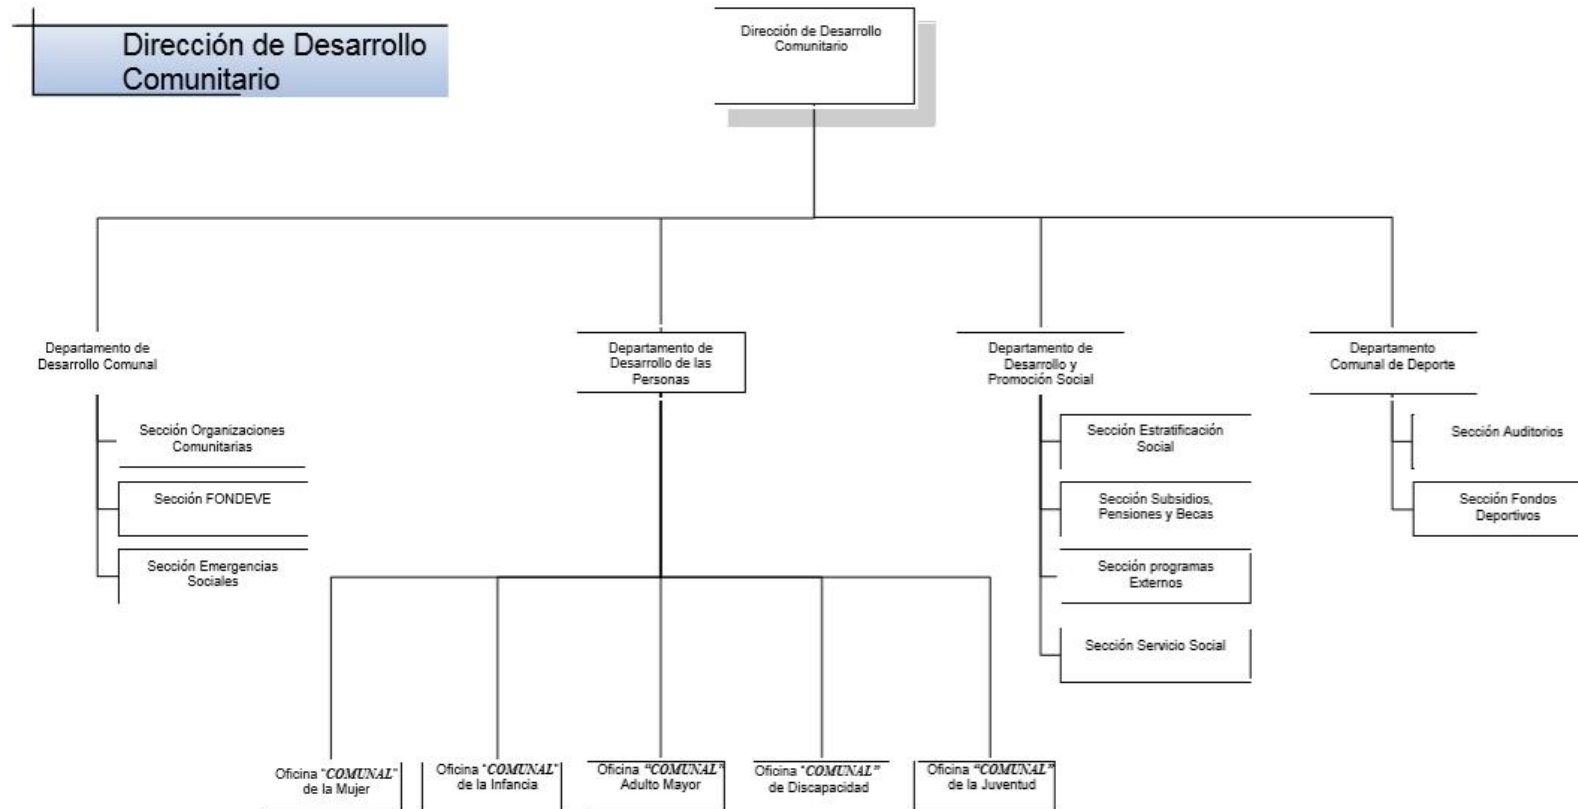 Dirección de Desarrollo
Comunitario
Dirección de Desarrollo
Comunitario
Departamento de
Desarrollo Comunal
Departamento de
Desarrollo de las
Personas
Departamento de
Desarrollo y
Promoción Social
Departamento
Comunal de Deporte
Sección Organizaciones
Comunitarias
Sección FONDEVE
Sección Emergencias
Sociales
Sección Estratificación
Social
Sección Subsidios,
Pensiones y Becas
Sección programas
Externos
Sección Servicio Social
Sección Auditorios
Sección Fondos
Deportivos
Oficina "COMUNAL"
de la Mujer
Oficina "COMUNAL"
de la Infancia
Oficina “COMUNAL”
Adulto Mayor
Oficina "COMUNAL”
de Discapacidad
Oficina “COMUNAL”
de la Juventud